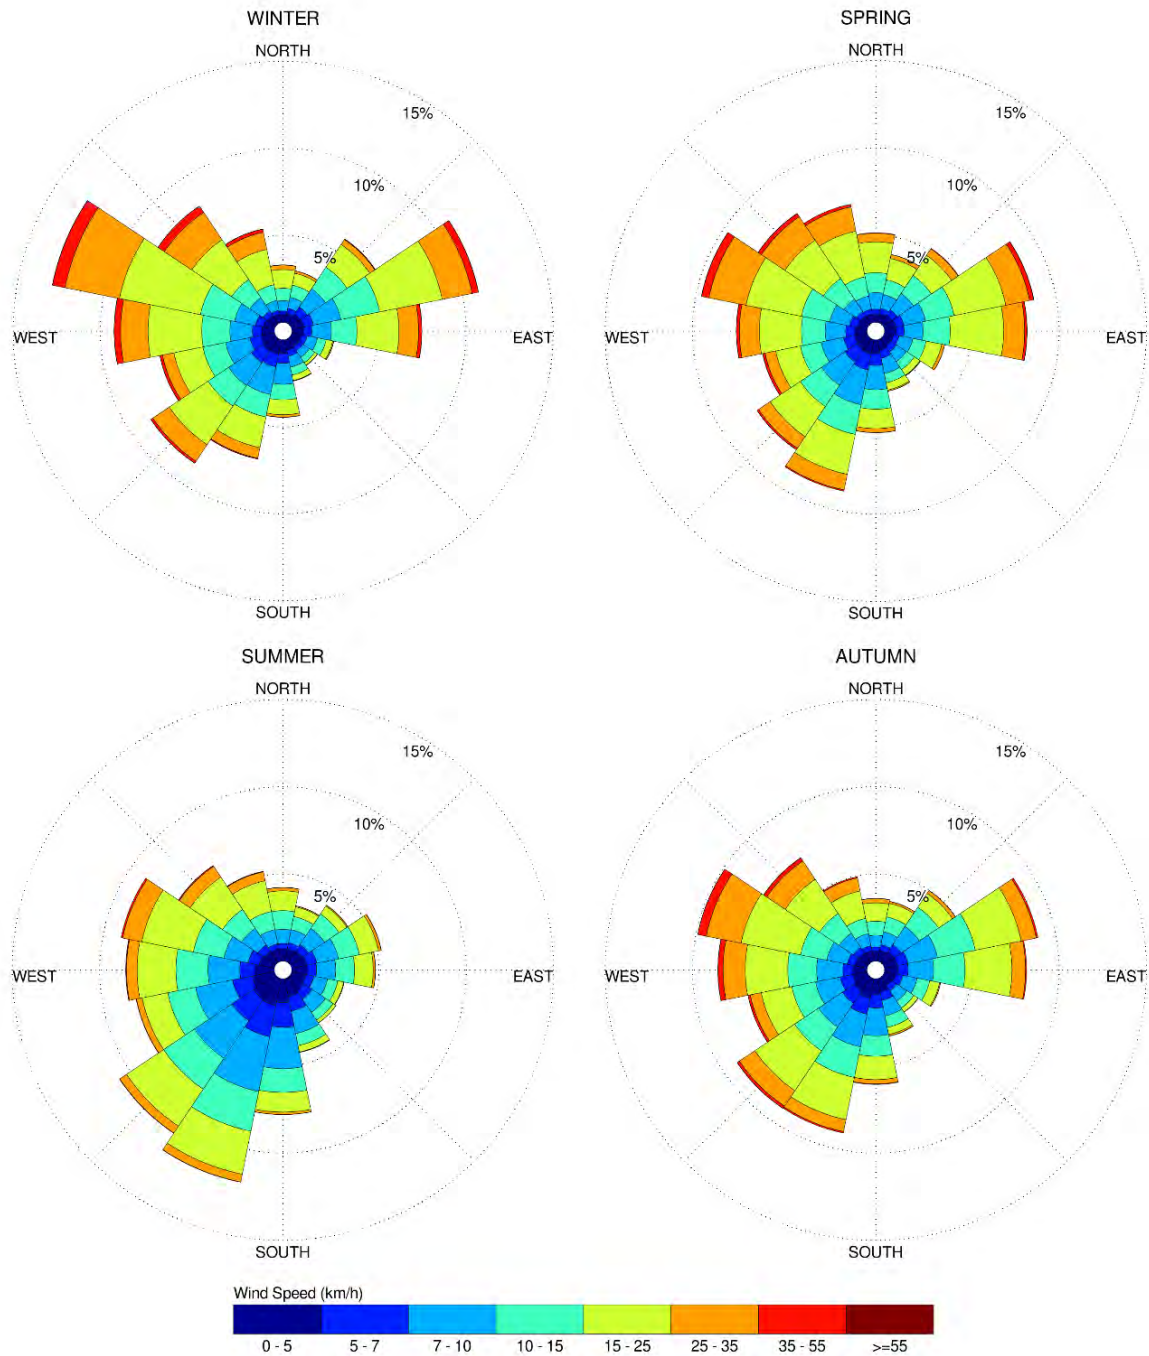 WINTER
SPRING
NORTH
NORTH
15%
15%
10%
10%
5%
5%
WEST
EAST
WEST
EAST
SOUTH
SOUTH
SUMMER
AUTUMN
NORTH
NORTH
15%
15%
10%
10%
5%
5%
WEST
EAST
WEST
EAST
SOUTH
SOUTH
Wind Speed (km/h)
0 - 5
5 - 7
7 - 10
10 - 15
15 - 25
25 - 35
35 - 55
>=55